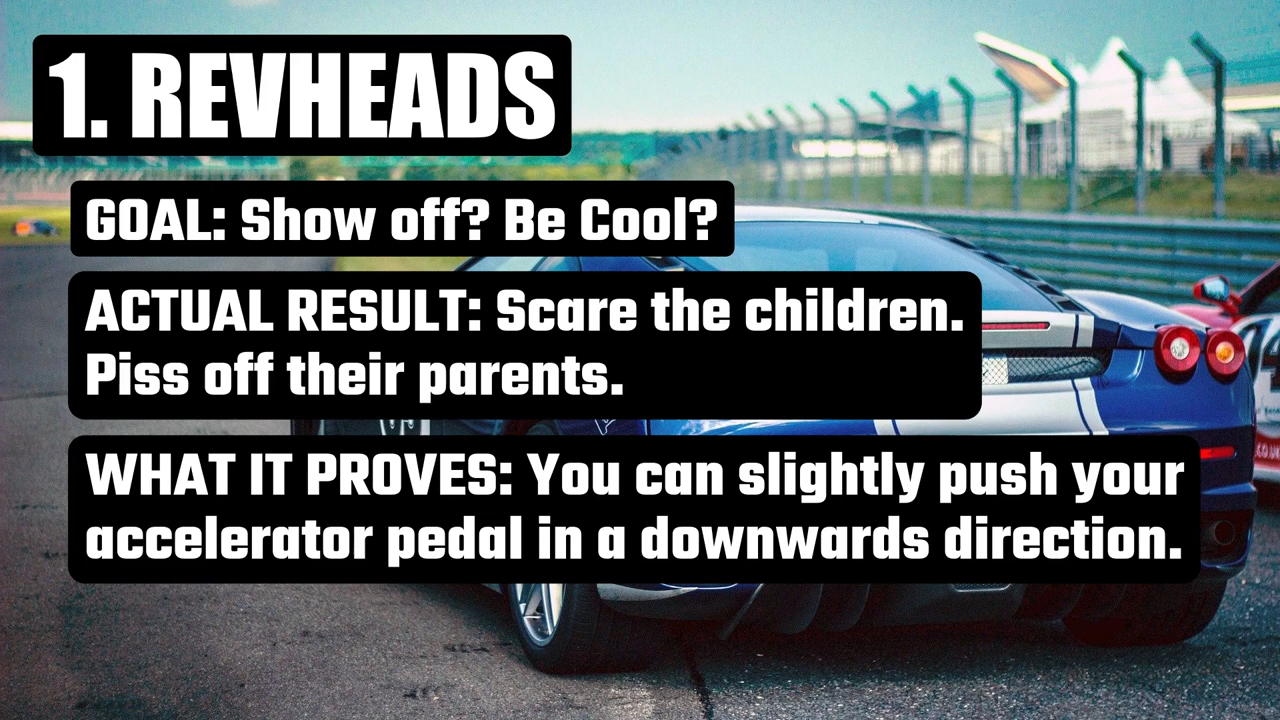 1. REVHEADS
GOAL: Show off? Be Cool?
ACTUAL RESULT: Scare the children.
Piss off their parents.
WHAT IT PROVES: You can slightly push your
accelerator pedal in a downwards direction.